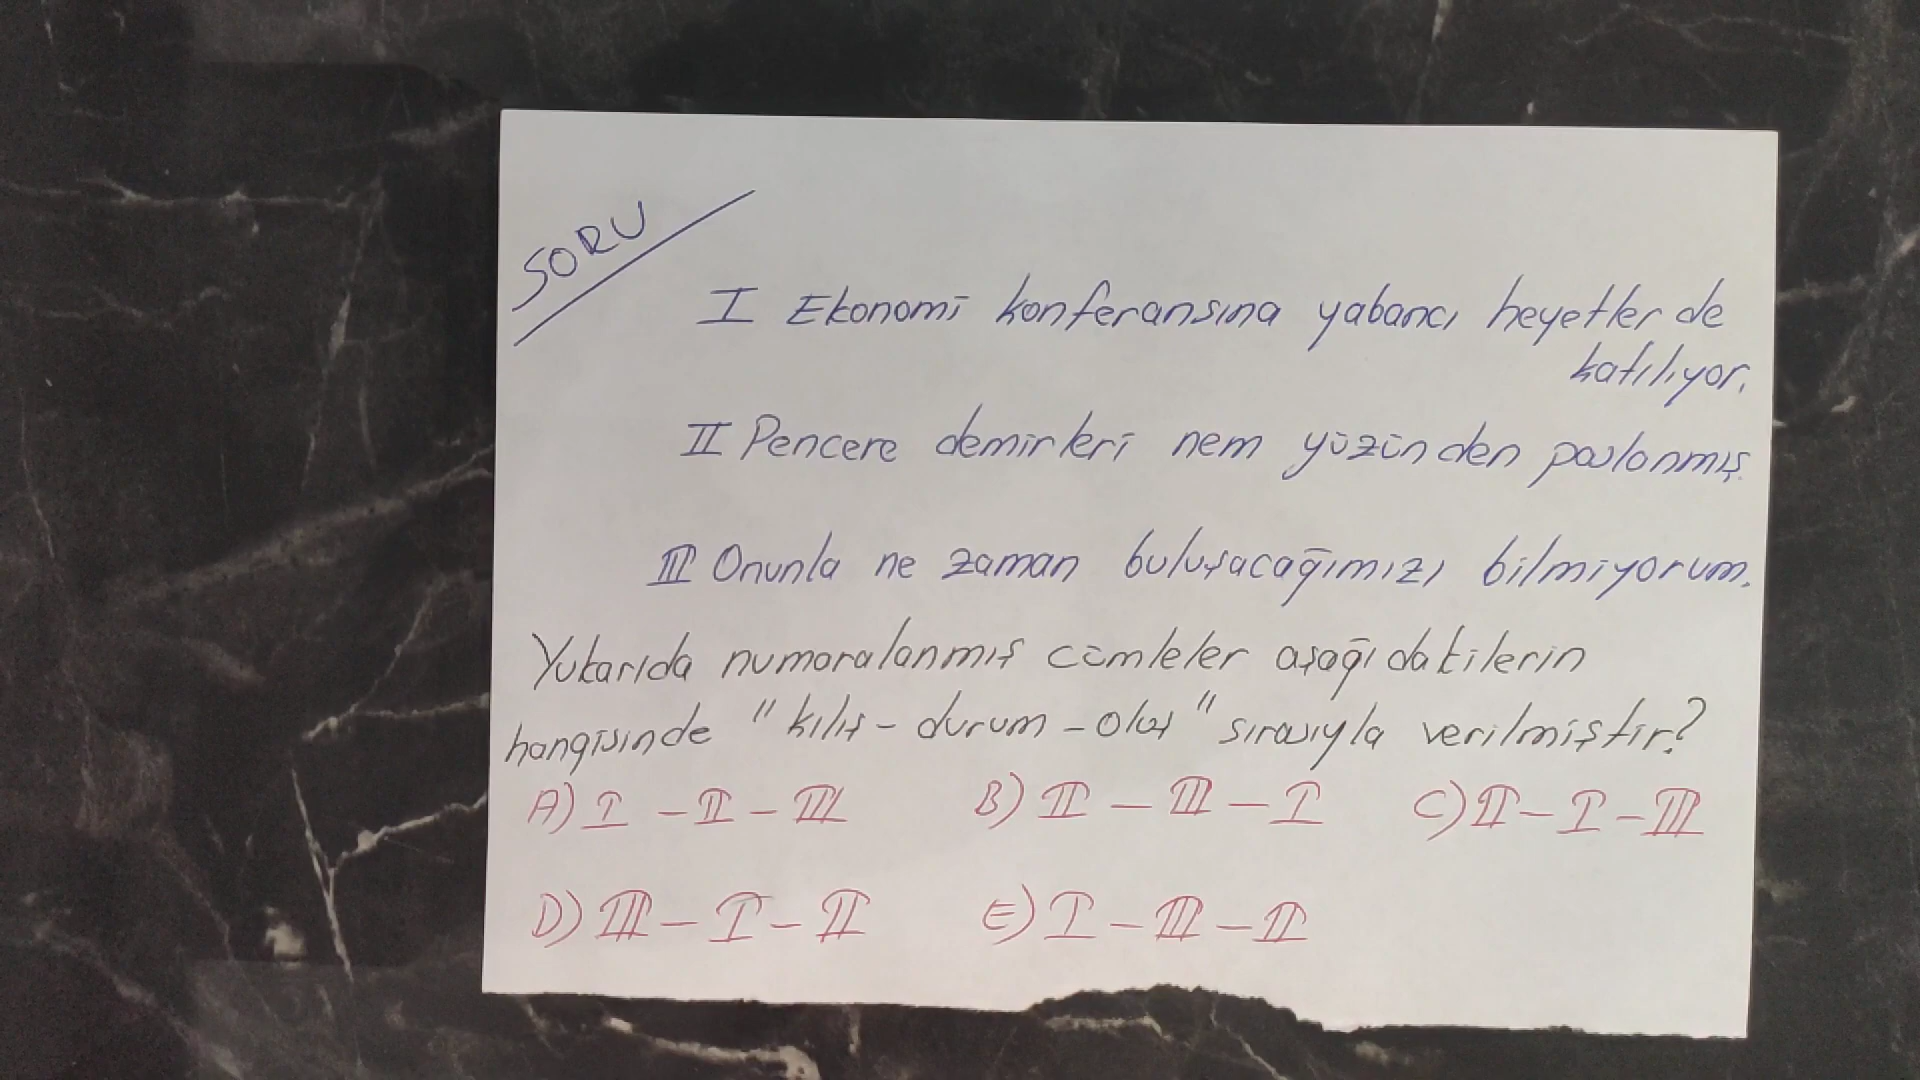 SORU
I Ekonomi konferansına yabancı heyetler de
katılıyor.
II Pencere demirleri nem yüzünden paslanmış.
III Onunla ne zaman buluşacağımızı bilmiyorum.
Yukarıda numaralanmış cümleler aşağıdakilerin
hangisinde "kılış - durum - oluş" sırasıyla verilmiştir?
A) I - II - III B) II - III - I C) II - I - III
D) III - I - II E) I - III - II